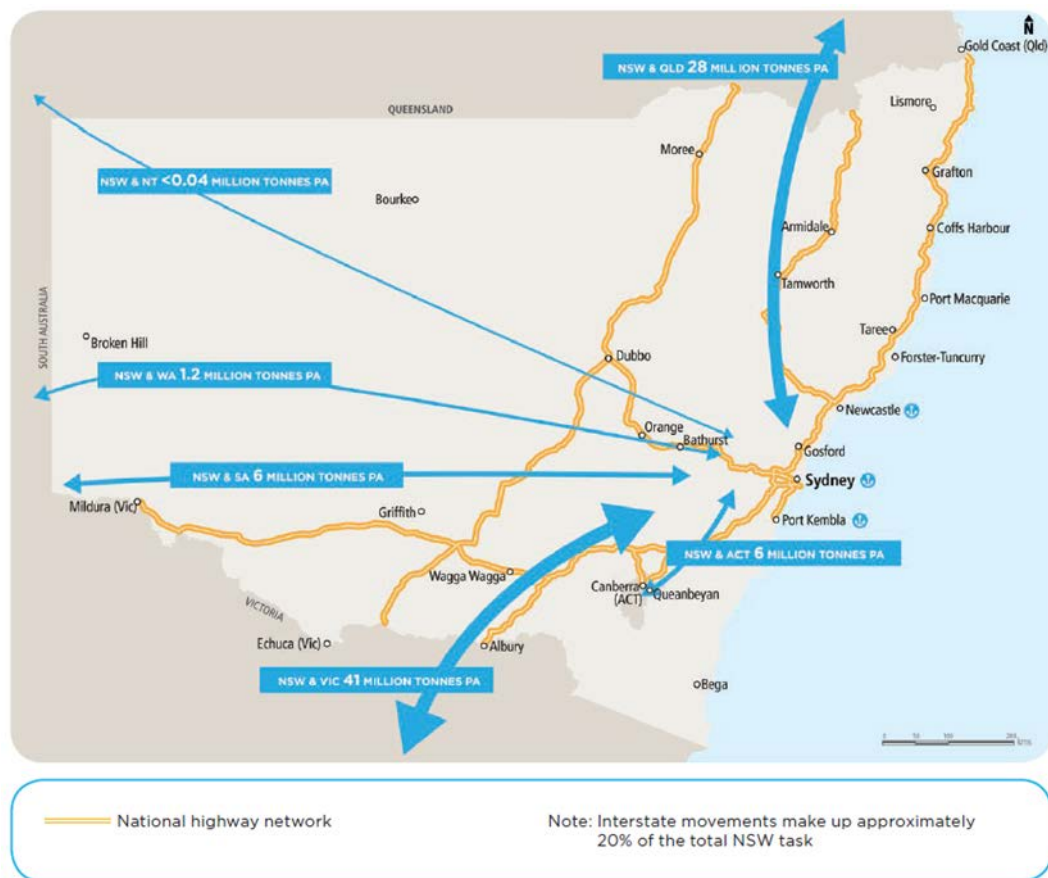 N
Gold Coast (Qld)
NSW & QLD 28 MILLION TONNES PA
QUEENSLAND
Lismore
Moree
NSW & NT <0.04 MILLION TONNES PA
Grafton
Bourke
Armidale
Coffs Harbour
Tamworth
SOUTH AUSTRALIA
Port Macquarie
Broken Hill
Taree
Dubbo
Forster-Tuncurry
NSW & WA 1.2 MILLION TONNES PA
Newcastle
Orange
Bathurst
Gosford
NSW & SA 6 MILLION TONNES PA
Sydney
Mildura (Vic)
Griffith
Port Kembla
NSW & ACT 6 MILLION TONNES PA
Wagga Wagga
Canberra
(ACT)
Queanbeyan
VICTORIA
Echuca (Vic)
Albury
NSW & VIC 41 MILLION TONNES PA
Bega
0 50 100 200
kms
National highway network
Note: Interstate movements make up approximately
20% of the total NSW task